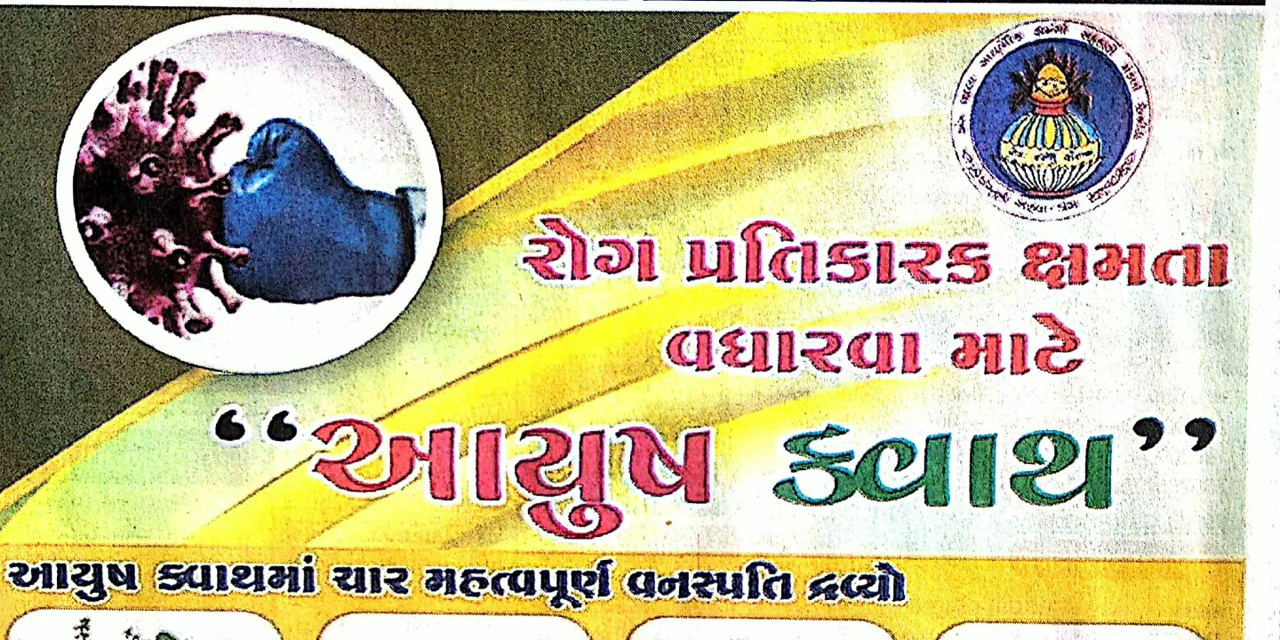 રોગ પ્રતિકારક ક્ષમતા
વધારવા માટે
“આયુષ ક્વાથ”
આયુષ ક્વાથમાં ચાર મહત્વપૂર્ણ વનસ્પતિ દ્રવ્યો